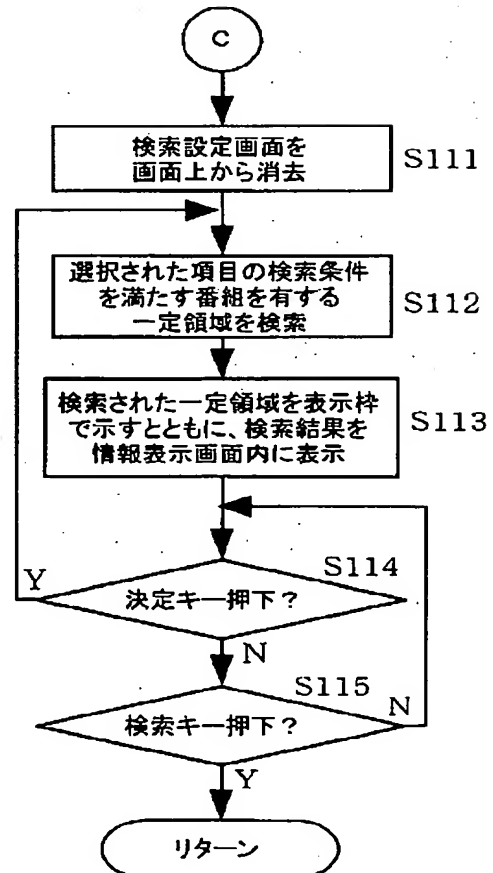 C
検索設定画面を
画面上から消去
S111
選択された項目の検索条件
を満たす番組を有する
一定領域を検索
S112
検索された一定領域を表示枠
で示すとともに、検索結果を
情報表示画面内に表示
S113
S114
Y
決定キー押下？
N
S115
検索キー押下？
N
Y
リターン